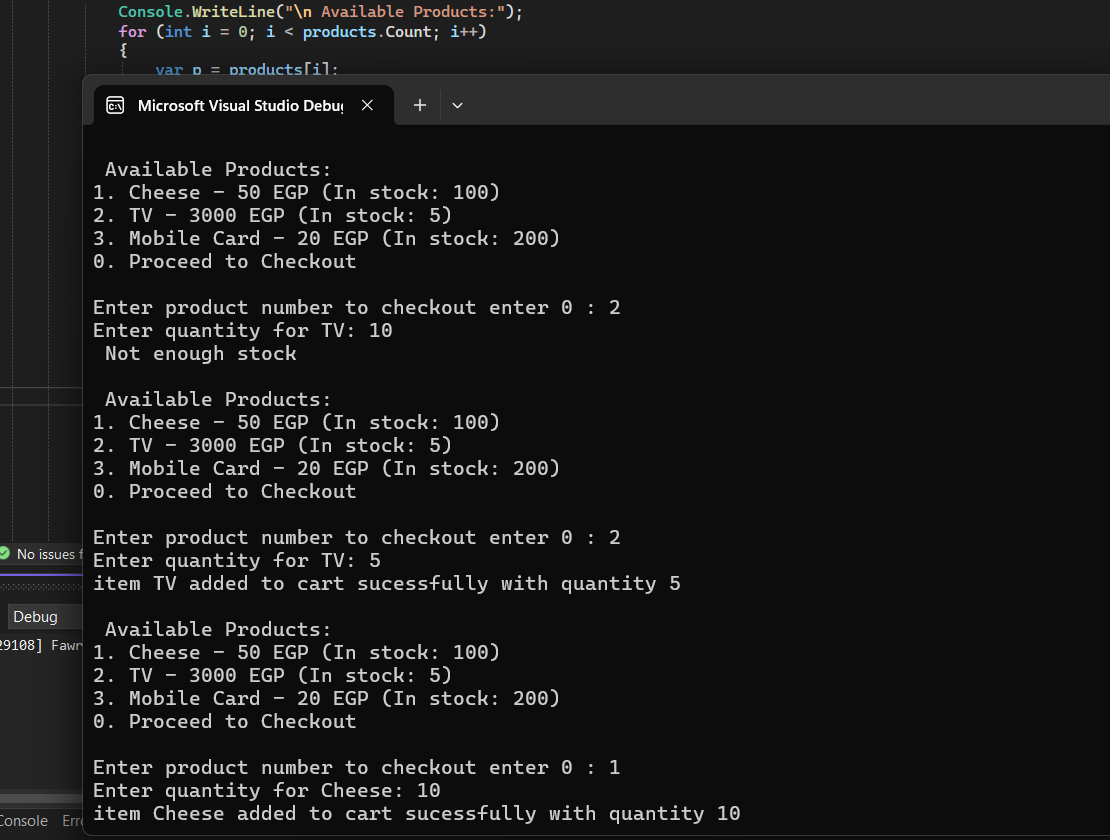 Console.WriteLine("\n Available Products:");
for (int i = 0; i < products.Count; i++)
{
var p = products[i];
Microsoft Visual Studio Debug
Available Products:
1. Cheese - 50 EGP (In stock: 100)
2. TV - 3000 EGP (In stock: 5)
3. Mobile Card - 20 EGP (In stock: 200)
0. Proceed to Checkout
Enter product number to checkout enter 0 : 2
Enter quantity for TV: 10
Not enough stock
Available Products:
1. Cheese - 50 EGP (In stock: 100)
2. TV - 3000 EGP (In stock: 5)
3. Mobile Card - 20 EGP (In stock: 200)
0. Proceed to Checkout
Enter product number to checkout enter 0 : 2
No issues f
Enter quantity for TV: 5
item TV added to cart sucessfully with quantity 5
Debug
Available Products:
29108] Fawr
1. Cheese - 50 EGP (In stock: 100)
2. TV - 3000 EGP (In stock: 5)
3. Mobile Card - 20 EGP (In stock: 200)
0. Proceed to Checkout
Enter product number to checkout enter 0 : 1
Enter quantity for Cheese: 10
item Cheese added to cart sucessfully with quantity 10
Console Err